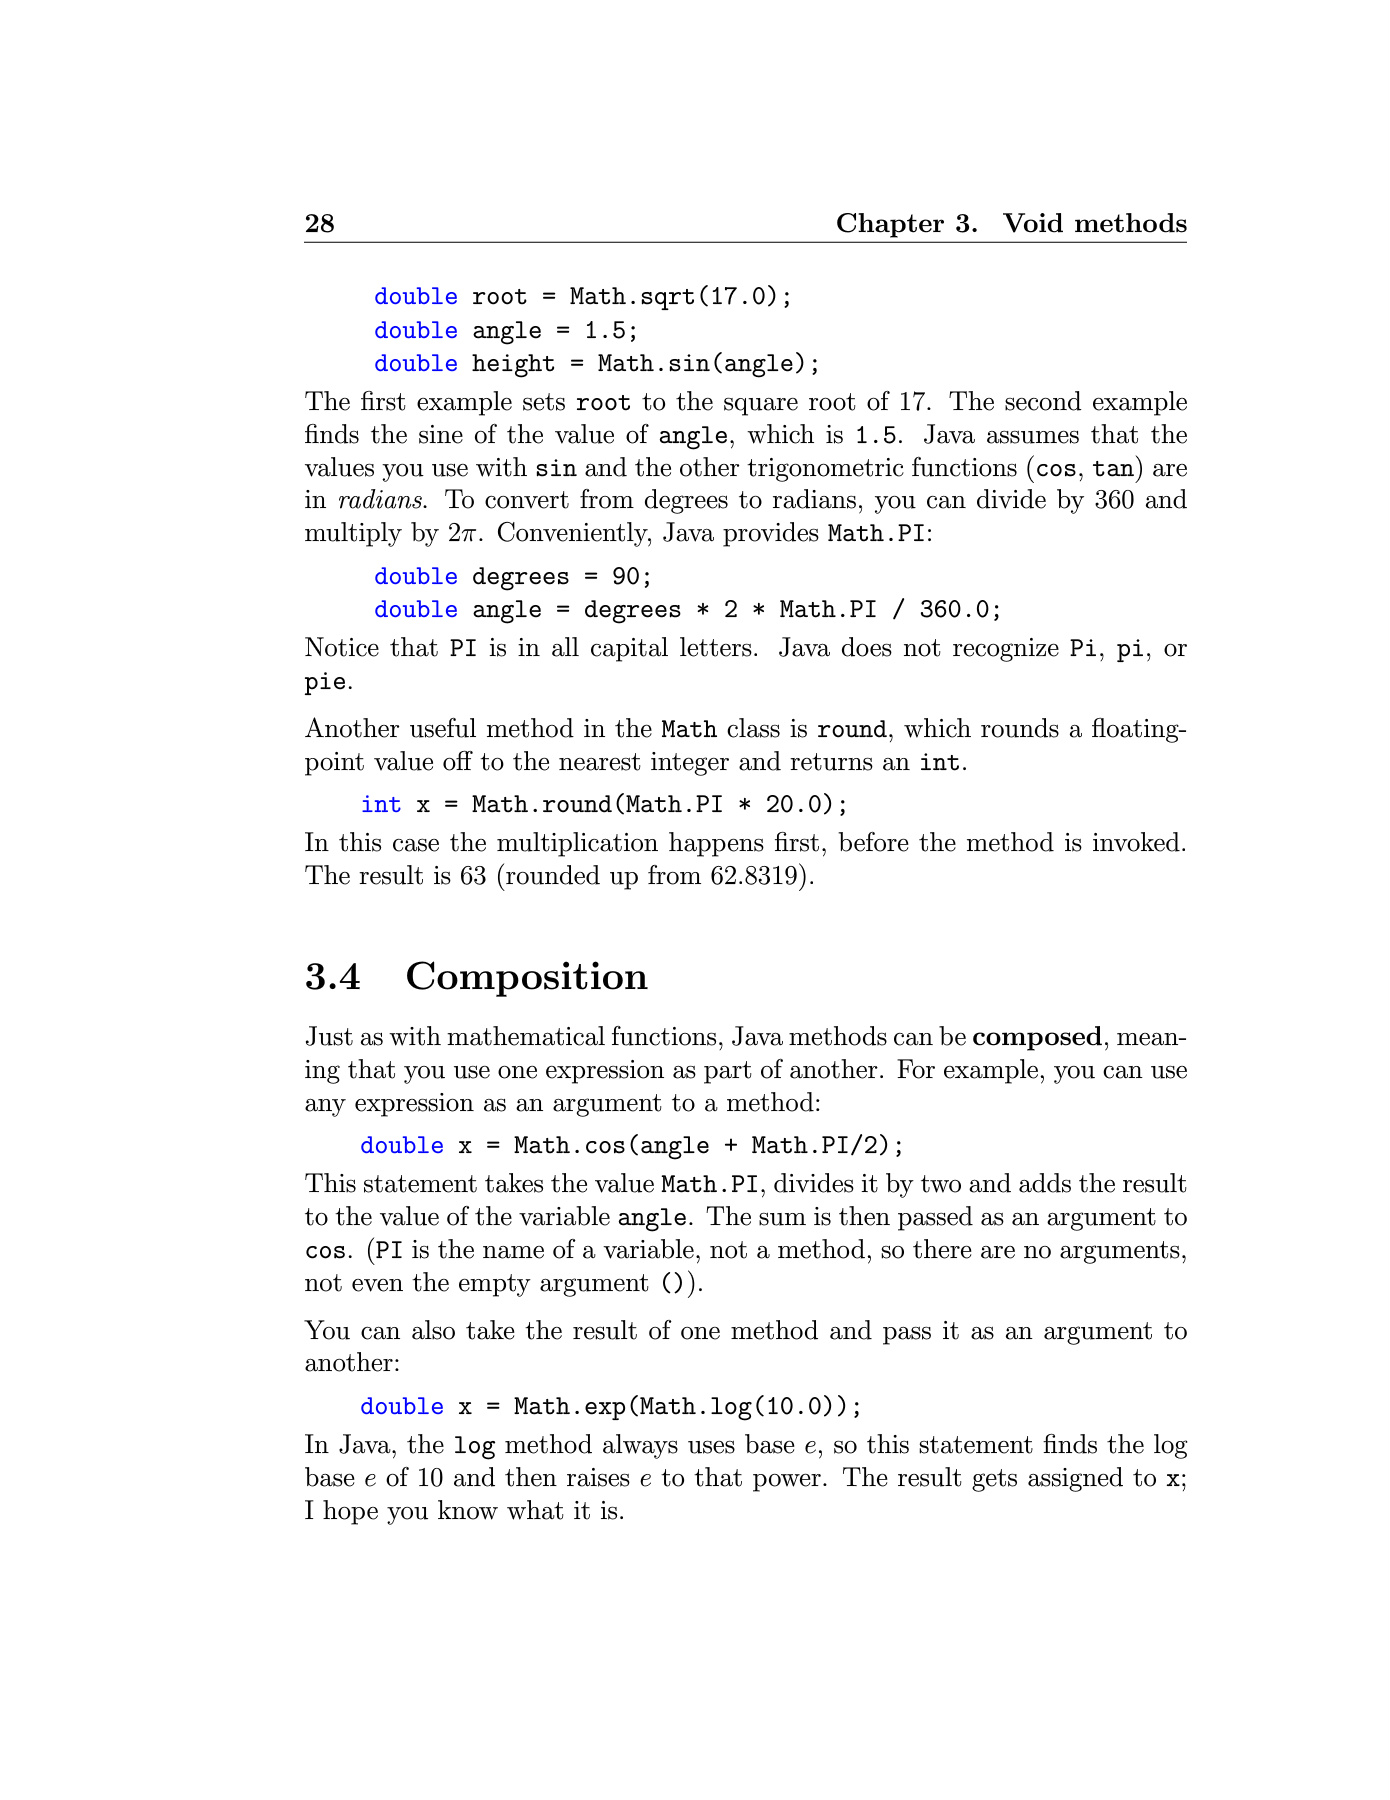 28 Chapter 3. Void methods
double root = Math.sqrt(17.0);
double angle = 1.5;
double height = Math.sin(angle);
The first example sets root to the square root of 17. The second example
finds the sine of the value of angle, which is 1.5. Java assumes that the
values you use with sin and the other trigonometric functions (cos, tan) are
in radians. To convert from degrees to radians, you can divide by 360 and
multiply by 2π. Conveniently, Java provides Math.PI:
double degrees = 90;
double angle = degrees * 2 * Math.PI / 360.0;
Notice that PI is in all capital letters. Java does not recognize Pi, pi, or
pie.
Another useful method in the Math class is round, which rounds a floating-
point value off to the nearest integer and returns an int.
int x = Math.round(Math.PI * 20.0);
In this case the multiplication happens first, before the method is invoked.
The result is 63 (rounded up from 62.8319).
3.4 Composition
Just as with mathematical functions, Java methods can be composed, mean-
ing that you use one expression as part of another. For example, you can use
any expression as an argument to a method:
double x = Math.cos(angle + Math.PI/2);
This statement takes the value Math.PI, divides it by two and adds the result
to the value of the variable angle. The sum is then passed as an argument to
cos. (PI is the name of a variable, not a method, so there are no arguments,
not even the empty argument ()).
You can also take the result of one method and pass it as an argument to
another:
double x = Math.exp(Math.log(10.0));
In Java, the log method always uses base e, so this statement finds the log
base e of 10 and then raises e to that power. The result gets assigned to x;
I hope you know what it is.